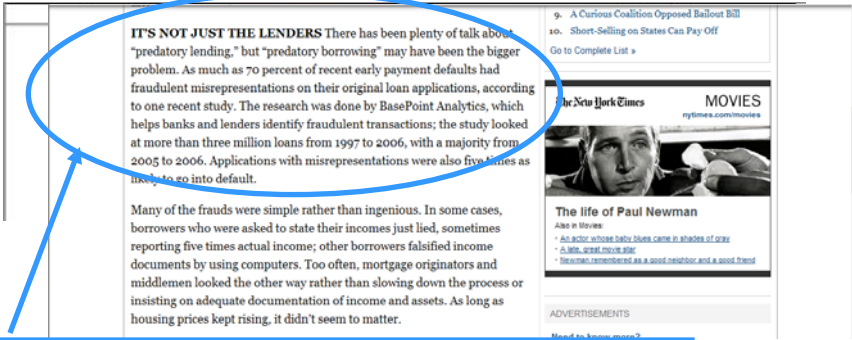 IT'S NOT JUST THE LENDERS There has been plenty of talk about
"predatory lending," but "predatory borrowing" may have been the bigger
problem. As much as 70 percent of recent early payment defaults had
fraudulent misrepresentations on their original loan applications, according
to one recent study. The research was done by BasePoint Analytics, which
helps banks and lenders identify fraudulent transactions; the study looked
at more than three million loans from 1997 to 2006, with a majority from
2005 to 2006. Applications with misrepresentations were also five times as
likely to go into default.
Many of the frauds were simple rather than ingenious. In some cases,
borrowers who were asked to state their incomes just lied, sometimes
reporting five times actual income; other borrowers falsified income
documents by using computers. Too often, mortgage originators and
middlemen looked the other way rather than slowing down the process or
insisting on adequate documentation of income and assets. As long as
housing prices kept rising, it didn't seem to matter.
9. A Curious Coalition Opposed Bailout Bill
10. Short-Selling on States Can Pay Off
Go to Complete List »
The New York Times MOVIES
nytimes.com/movies
The life of Paul Newman
Also in Movies:
· An actor whose baby blues came in shades of gray
· A late, great movie star
· Newman remembered as a good neighbor and a good friend
ADVERTISEMENTS
Need to know more?